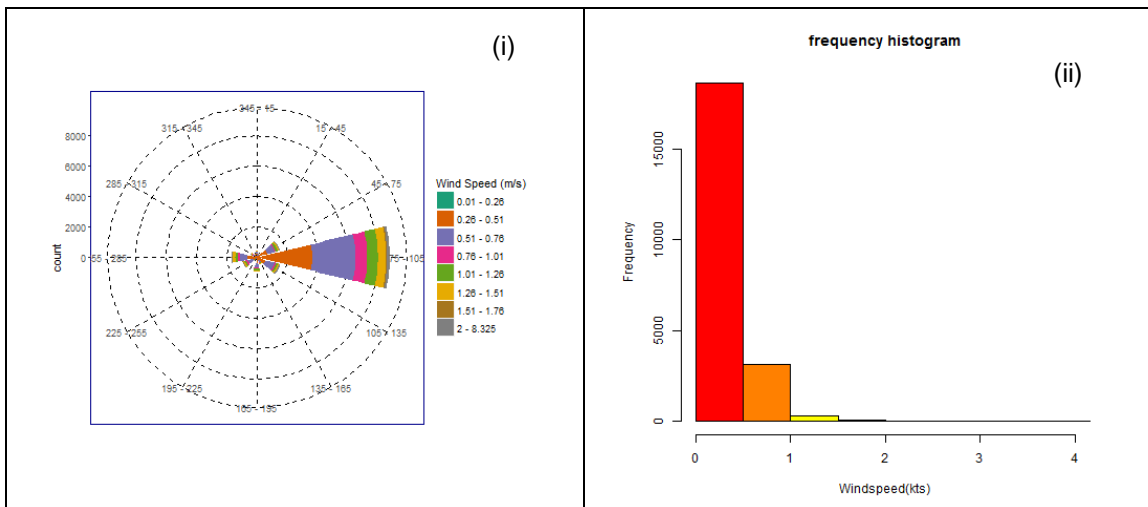 (i)
345 - 15
315 - 345
15 - 45
8000
6000
4000
2000
0
count
285 - 315
45 - 75
55 - 285
75 - 105
225 - 255
105 - 135
195 - 225
135 - 165
165 - 195
Wind Speed (m/s)
0.01 - 0.26
0.26 - 0.51
0.51 - 0.76
0.76 - 1.01
1.01 - 1.26
1.26 - 1.51
1.51 - 1.76
2 - 8.325
frequency histogram
(ii)
Frequency
15000
10000
5000
0
0 1 2 3 4
Windspeed(kts)